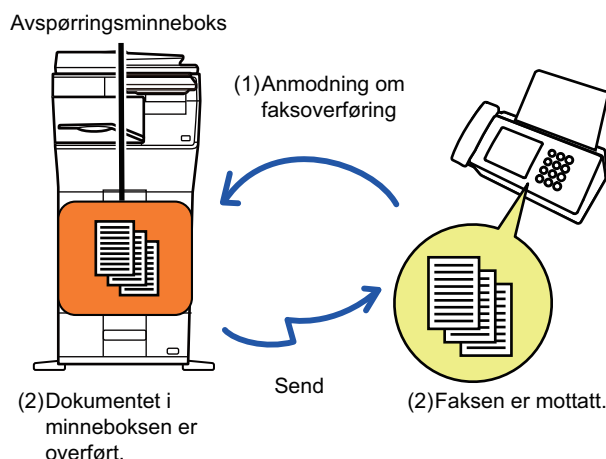 Avspørringsminneboks
(1)Anmodning om
faksoverføring
Send
(2)Dokumentet i
minneboksen er
overført.
(2)Faksen er mottatt.